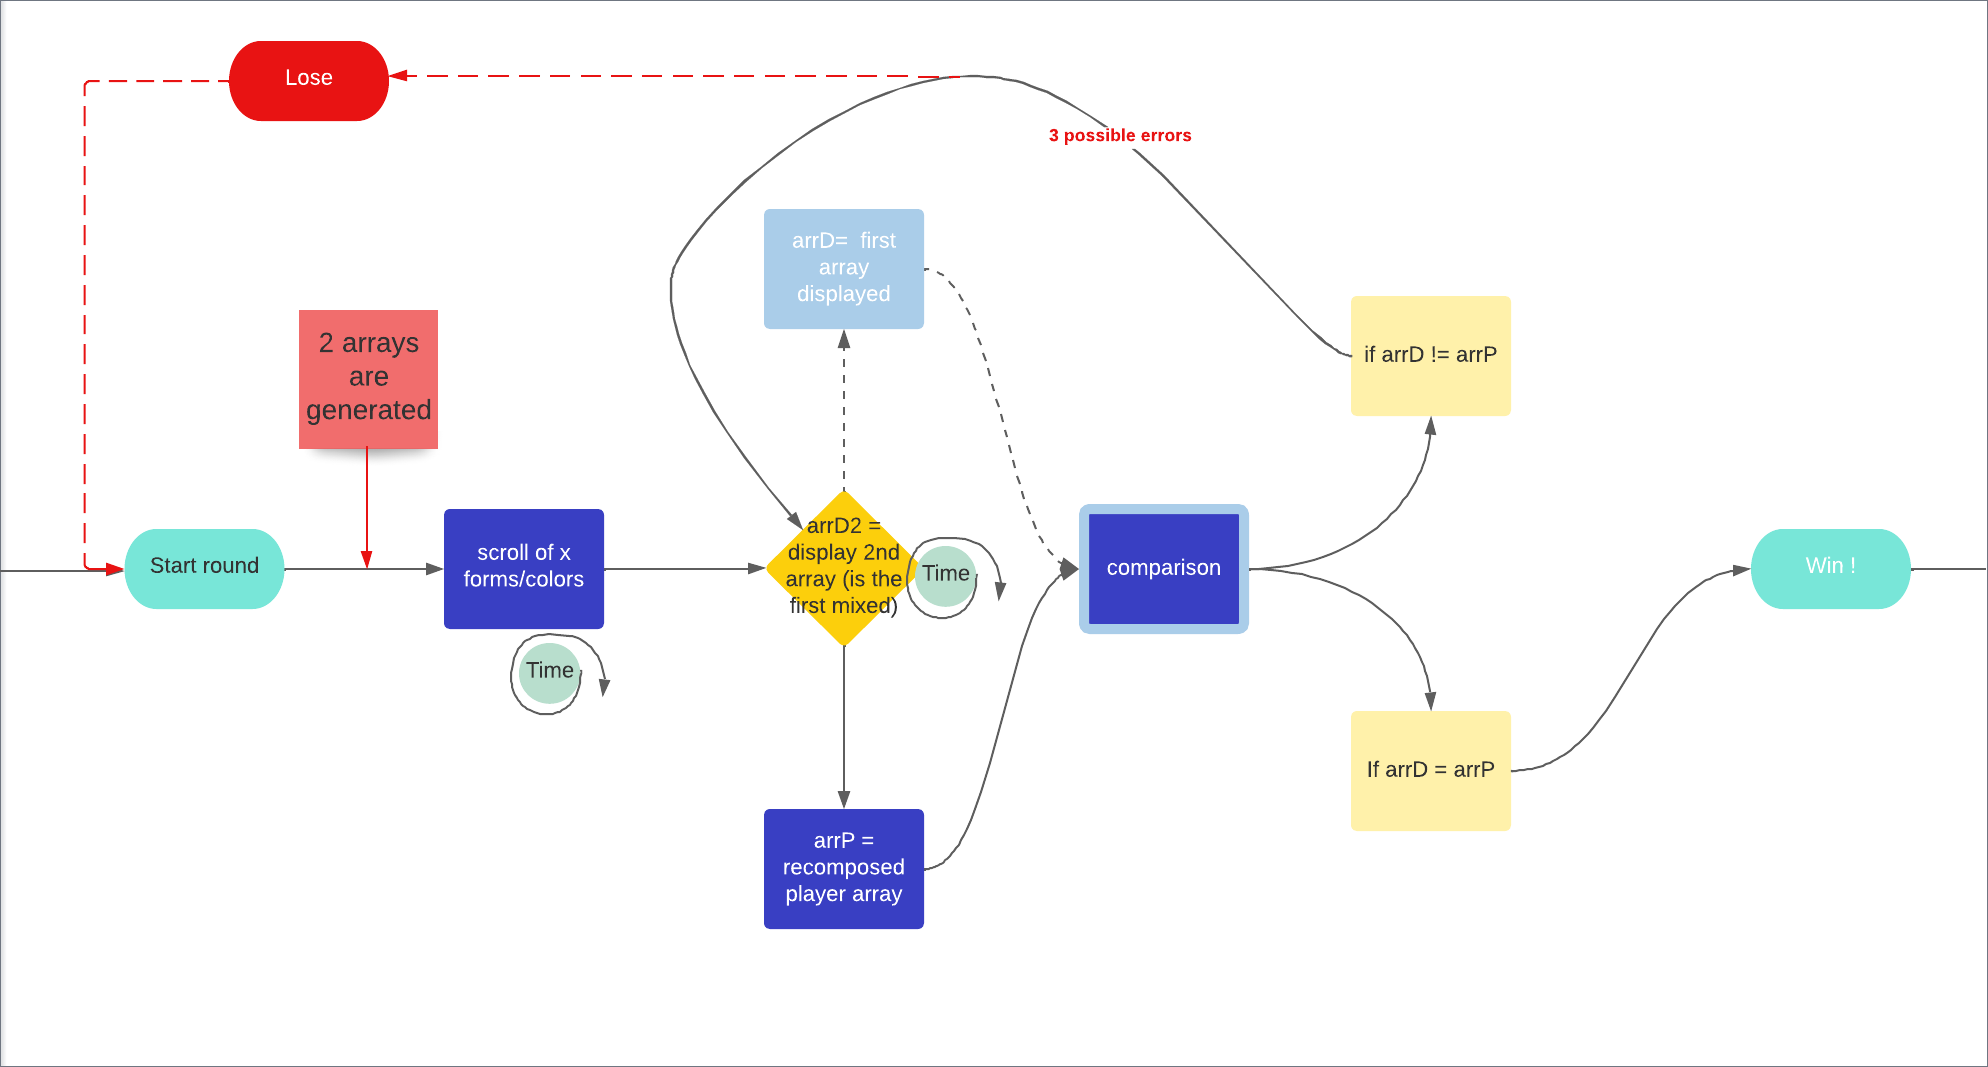 Lose
3 possible errors
arrD=  first
array
displayed
2 arrays
are
generated
if arrD != arrP
Start round
scroll of x
forms/colors
Time
arrD2 =
display 2nd
array (is the
first mixed)
Time
comparison
Win !
If arrD = arrP
arrP =
recomposed
player array